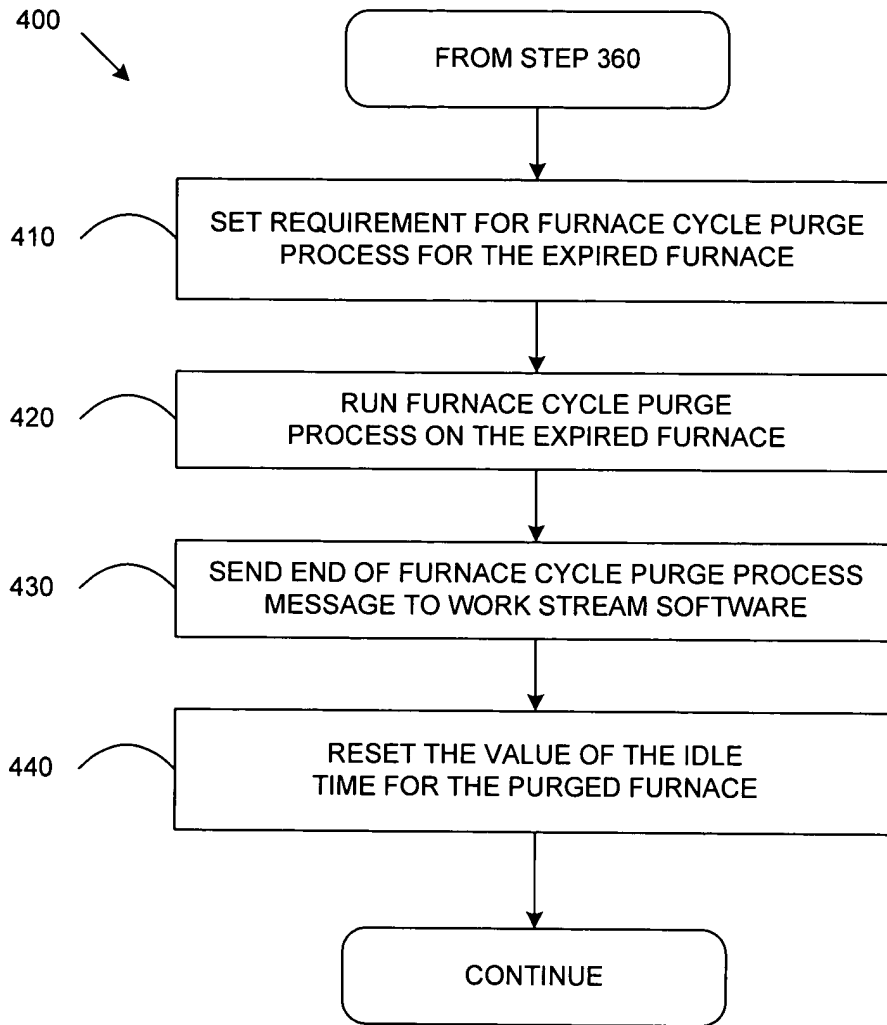 400
FROM STEP 360
410
SET REQUIREMENT FOR FURNACE CYCLE PURGE
PROCESS FOR THE EXPIRED FURNACE
420
RUN FURNACE CYCLE PURGE
PROCESS ON THE EXPIRED FURNACE
430
SEND END OF FURNACE CYCLE PURGE PROCESS
MESSAGE TO WORK STREAM SOFTWARE
440
RESET THE VALUE OF THE IDLE
TIME FOR THE PURGED FURNACE
CONTINUE